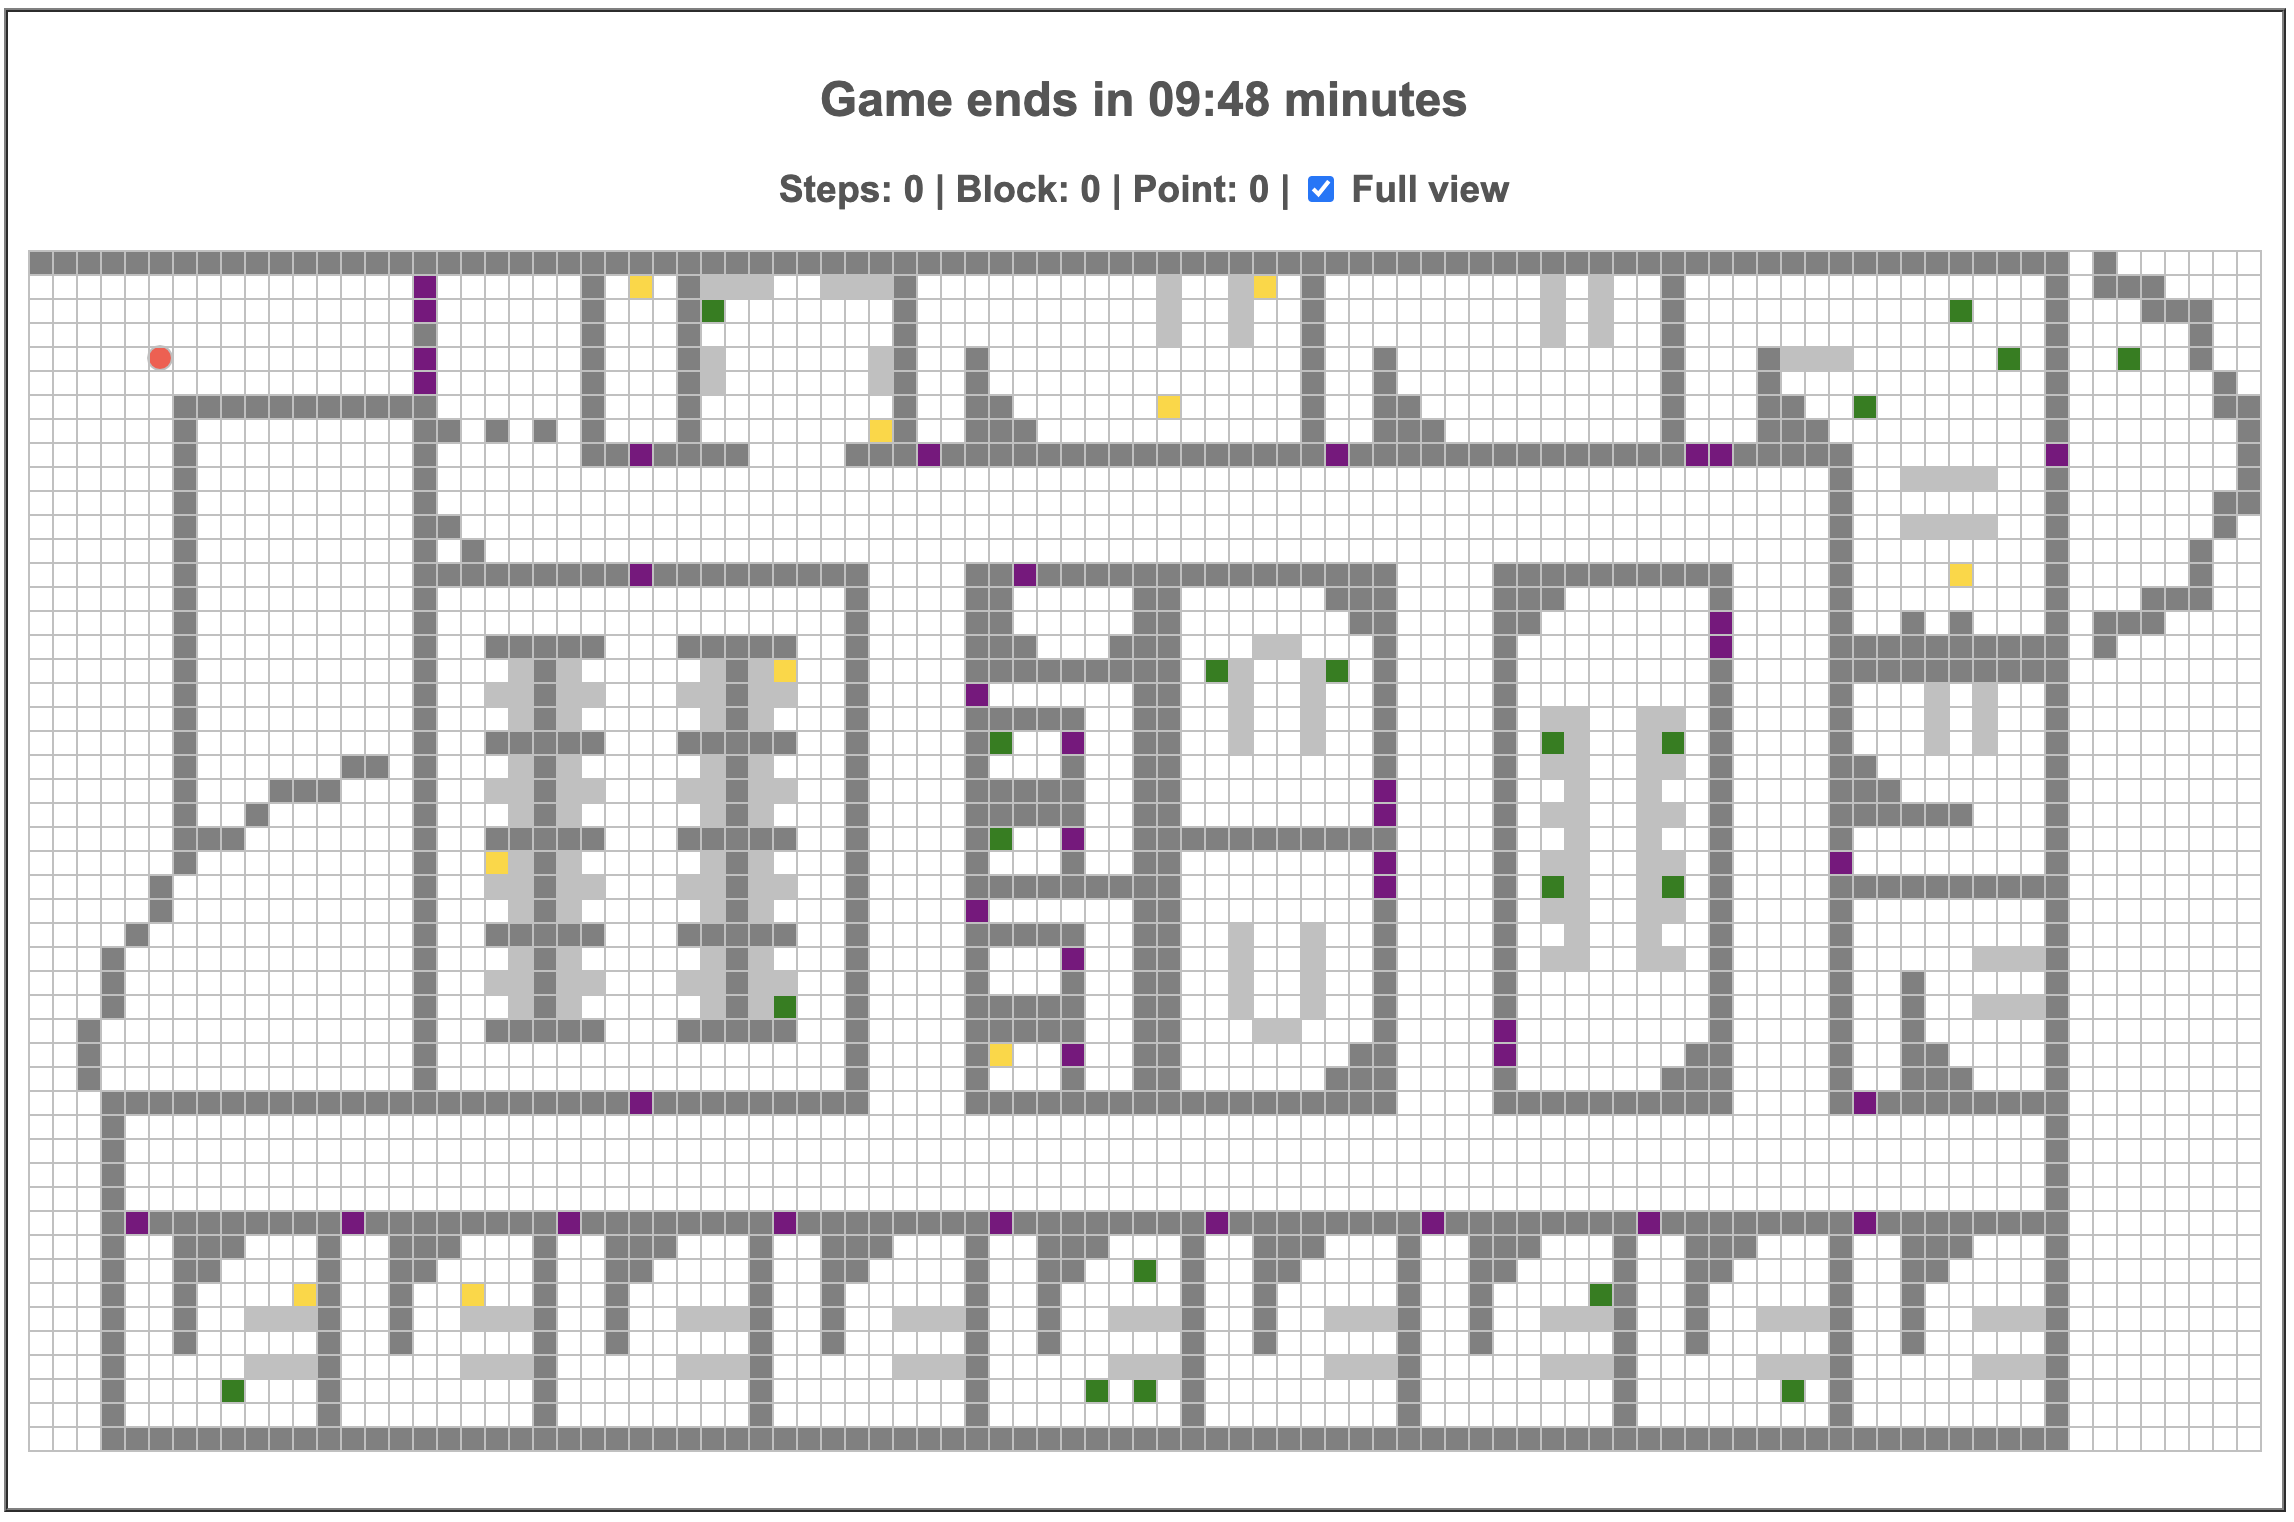 Game ends in 09:48 minutes
Steps: 0 | Block: 0 | Point: 0 | Full view